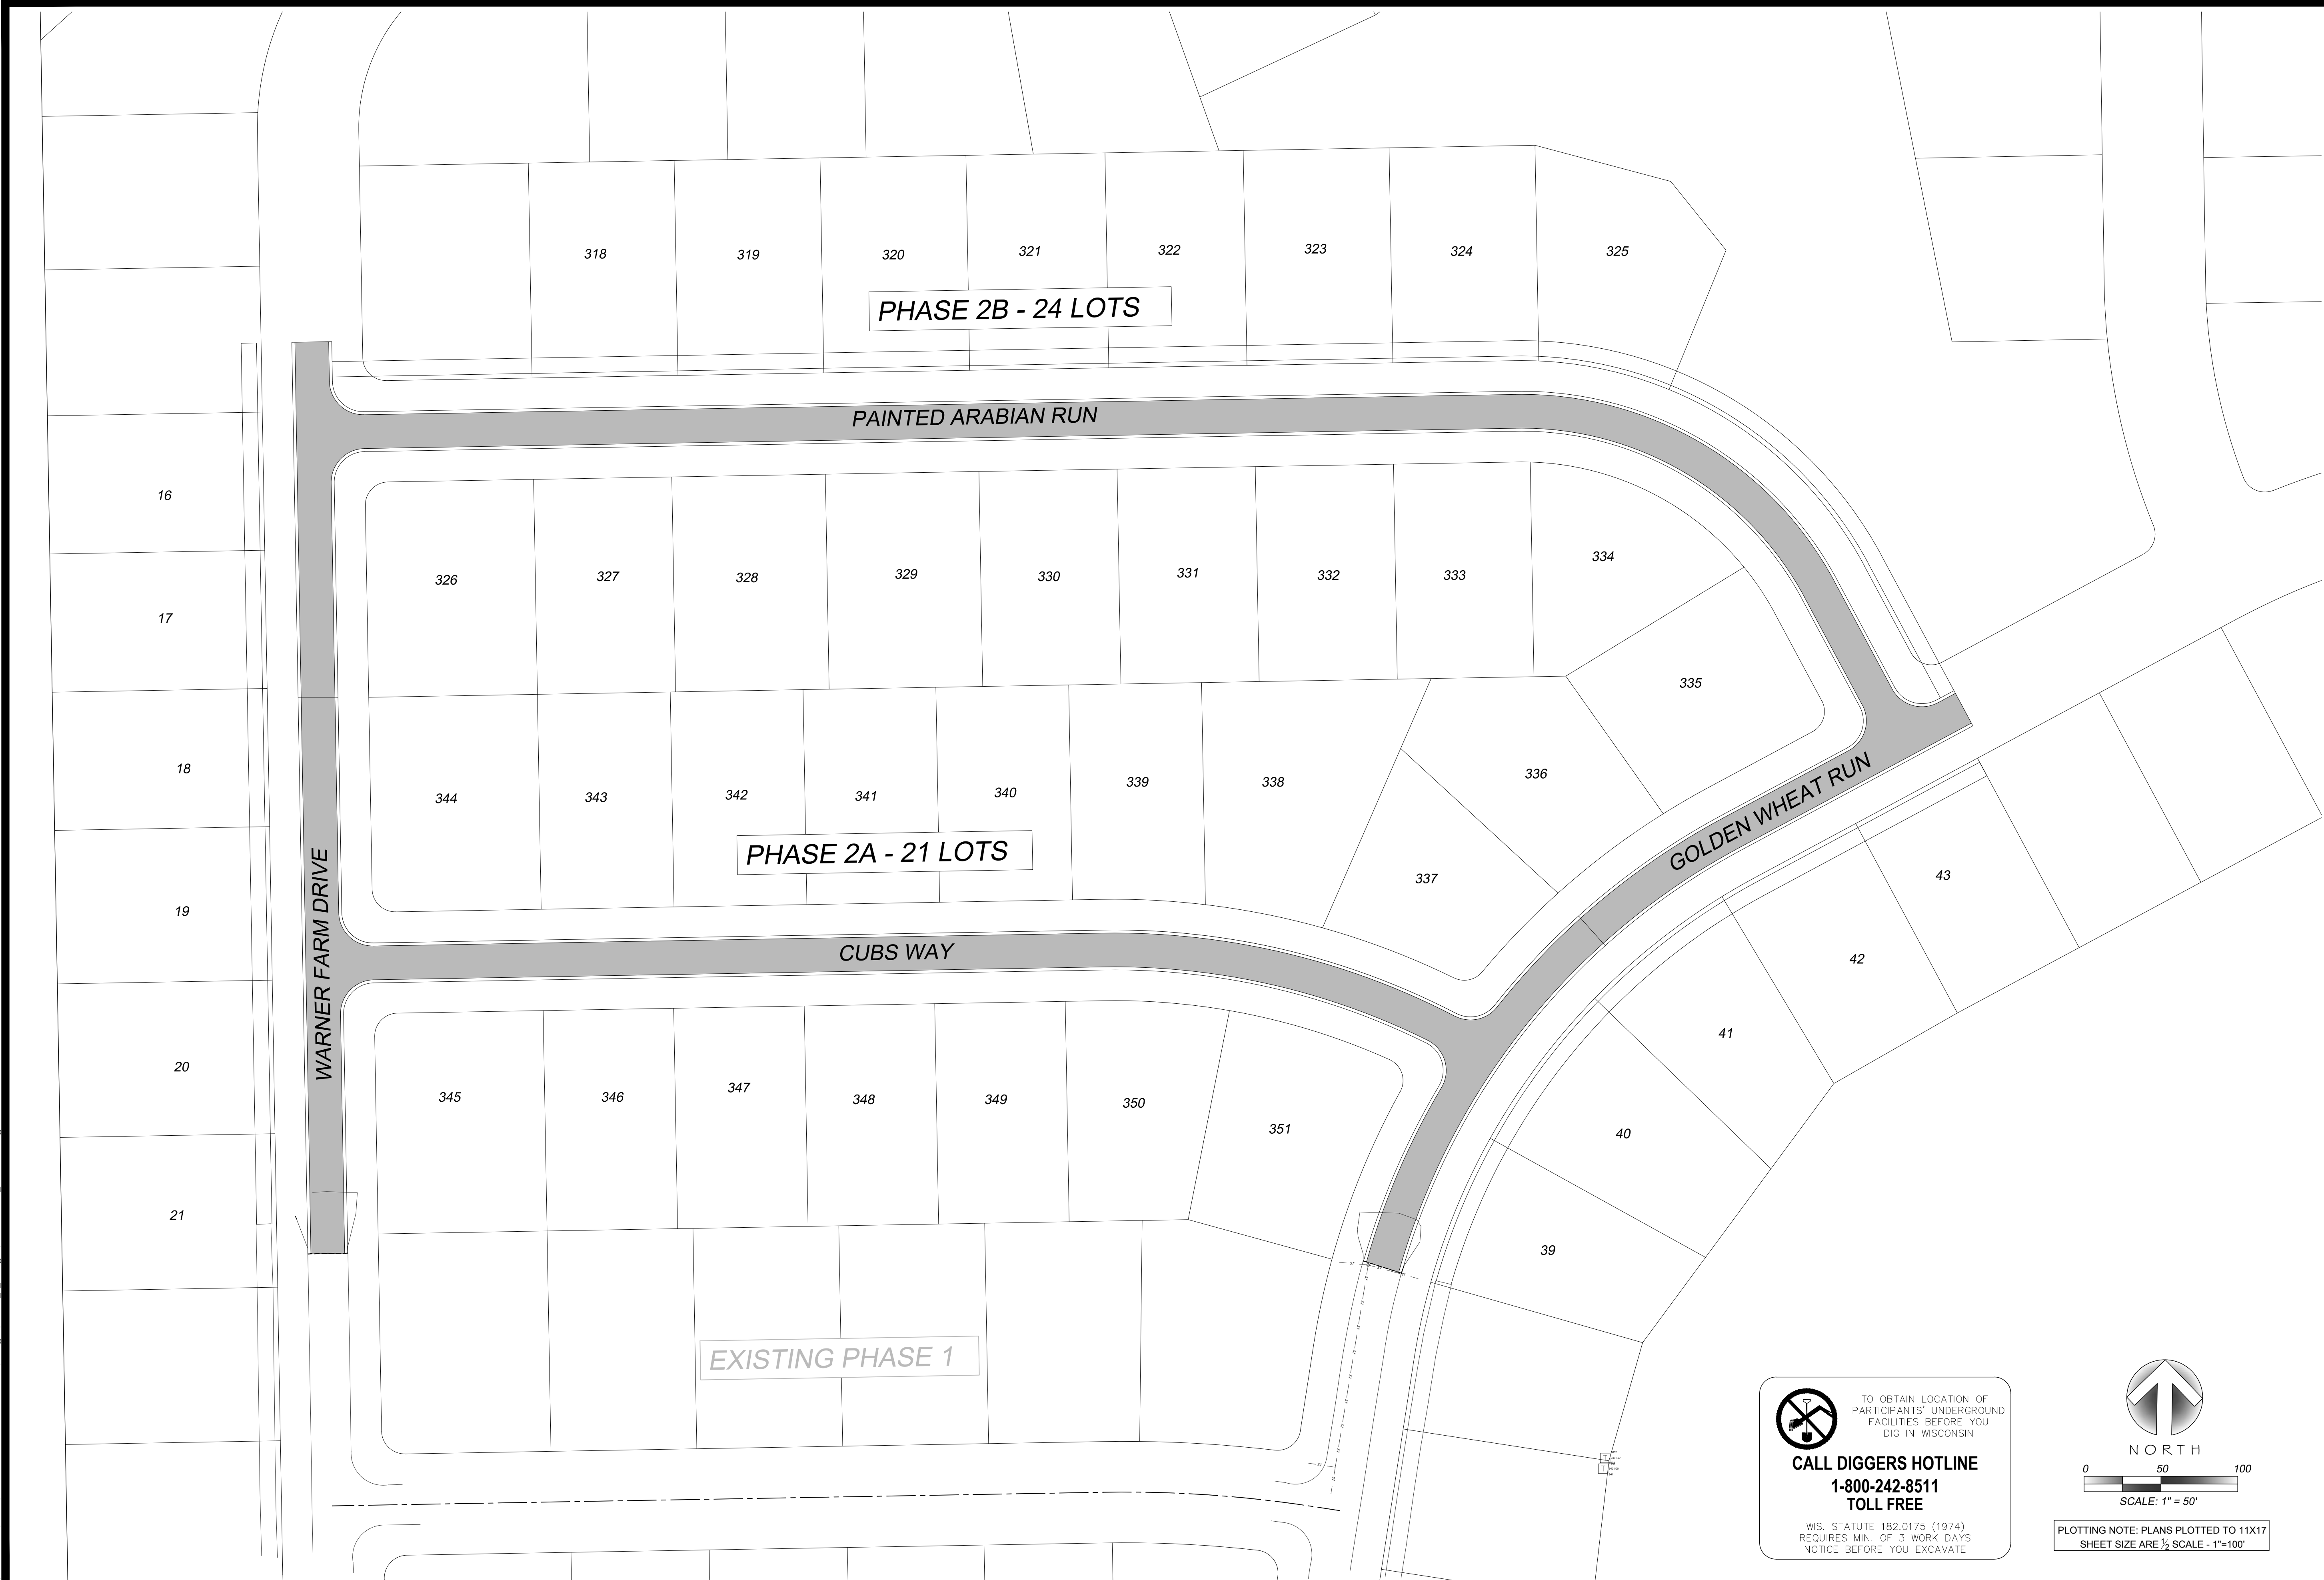 318
319
320
321
322
323
324
325
PHASE 2B - 24 LOTS
PAINTED ARABIAN RUN
16
17
18
19
20
21
326
327
328
329
330
331
332
333
334
335
336
337
338
339
340
341
342
343
344
PHASE 2A - 21 LOTS
WARNER FARM DRIVE
CUBS WAY
GOLDEN WHEAT RUN
43
42
41
40
39
345
346
347
348
349
350
351
EXISTING PHASE 1
TO OBTAIN LOCATION OF
PARTICIPANTS' UNDERGROUND
FACILITIES BEFORE YOU
DIG IN WISCONSIN
CALL DIGGERS HOTLINE
1-800-242-8511
TOLL FREE
WIS. STATUTE 182.0175 (1974)
REQUIRES MIN. OF 3 WORK DAYS
NOTICE BEFORE YOU EXCAVATE
NORTH
0 50 100
SCALE: 1" = 50'
PLOTTING NOTE: PLANS PLOTTED TO 11X17
SHEET SIZE ARE ½ SCALE - 1"=100'